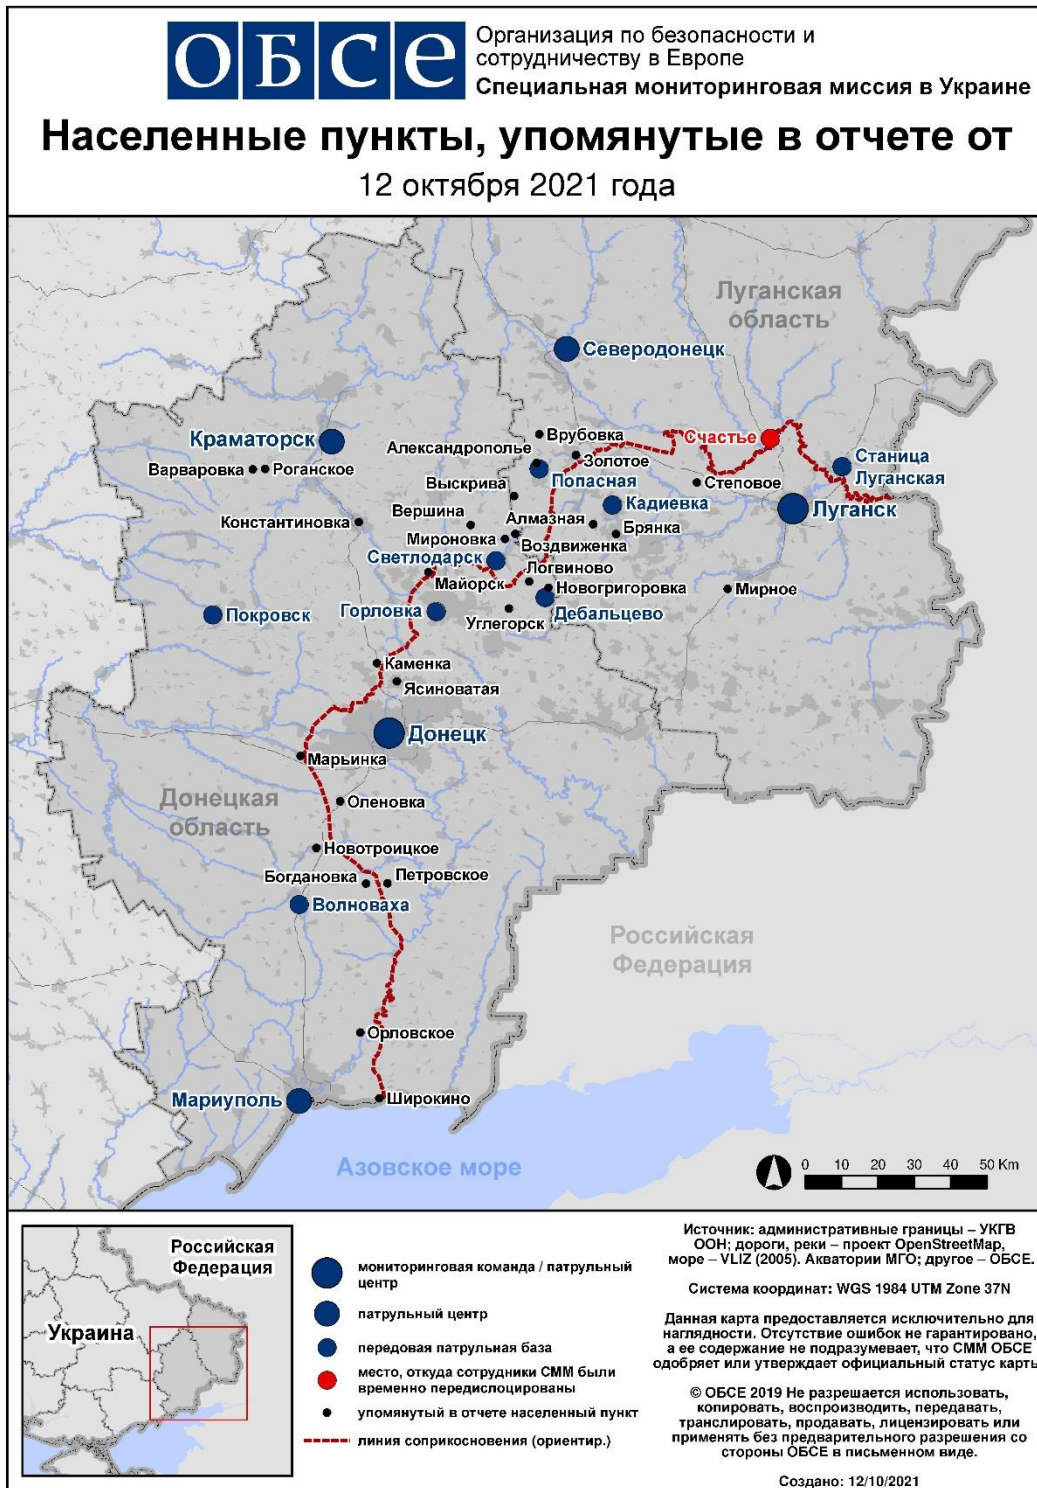 ОБСЕ
Организация по безопасности и
сотрудничеству в Европе
Специальная мониторинговая миссия в Украине
Населенные пункты, упомянутые в отчете от
12 октября 2021 года
Луганская
область
Северодонецк
Краматорск
Врубовка
Счастье
Александрополье
Золотое
Станица
Луганская
Варваровка
Роганское
Попасная
Степовое
Выскрива
Кадиевка
Луганск
Константиновка
Вершина
Алмазная
Брянка
Мироновка
Воздвиженка
Светлодарск
Логвиново
Майорск
Новогригоровка
Мирное
Покровск
Горловка
Углегорск
Дебальцево
Каменка
Ясиноватая
Донецк
Марьинка
Донецкая
область
Оленовка
Новотроицкое
Богдановка
Петровское
Волноваха
Российская
Федерация
Орловское
Мариуполь
Широкино
Азовское море
0 10 20 30 40 50 Km
Российская
Федерация
Украина
мониторинговая команда / патрульный
центр
патрульный центр
передовая патрульная база
место, откуда сотрудники СММ были
временно передислоцированы
упомянутый в отчете населенный пункт
линия соприкосновения (ориентир.)
Источник: административные границы – УКГВ
ООН; дороги, реки – проект OpenStreetMap,
море – VLIZ (2005). Акватории МГО; другое – ОБСЕ.
Система координат: WGS 1984 UTM Zone 37N
Данная карта предоставляется исключительно для
наглядности. Отсутствие ошибок не гарантировано,
а ее содержание не подразумевает, что СММ ОБСЕ
одобряет или утверждает официальный статус карты
© ОБСЕ 2019 Не разрешается использовать,
копировать, воспроизводить, передавать,
транслировать, продавать, лицензировать или
применять без предварительного разрешения со
стороны ОБСЕ в письменном виде.
Создано: 12/10/2021